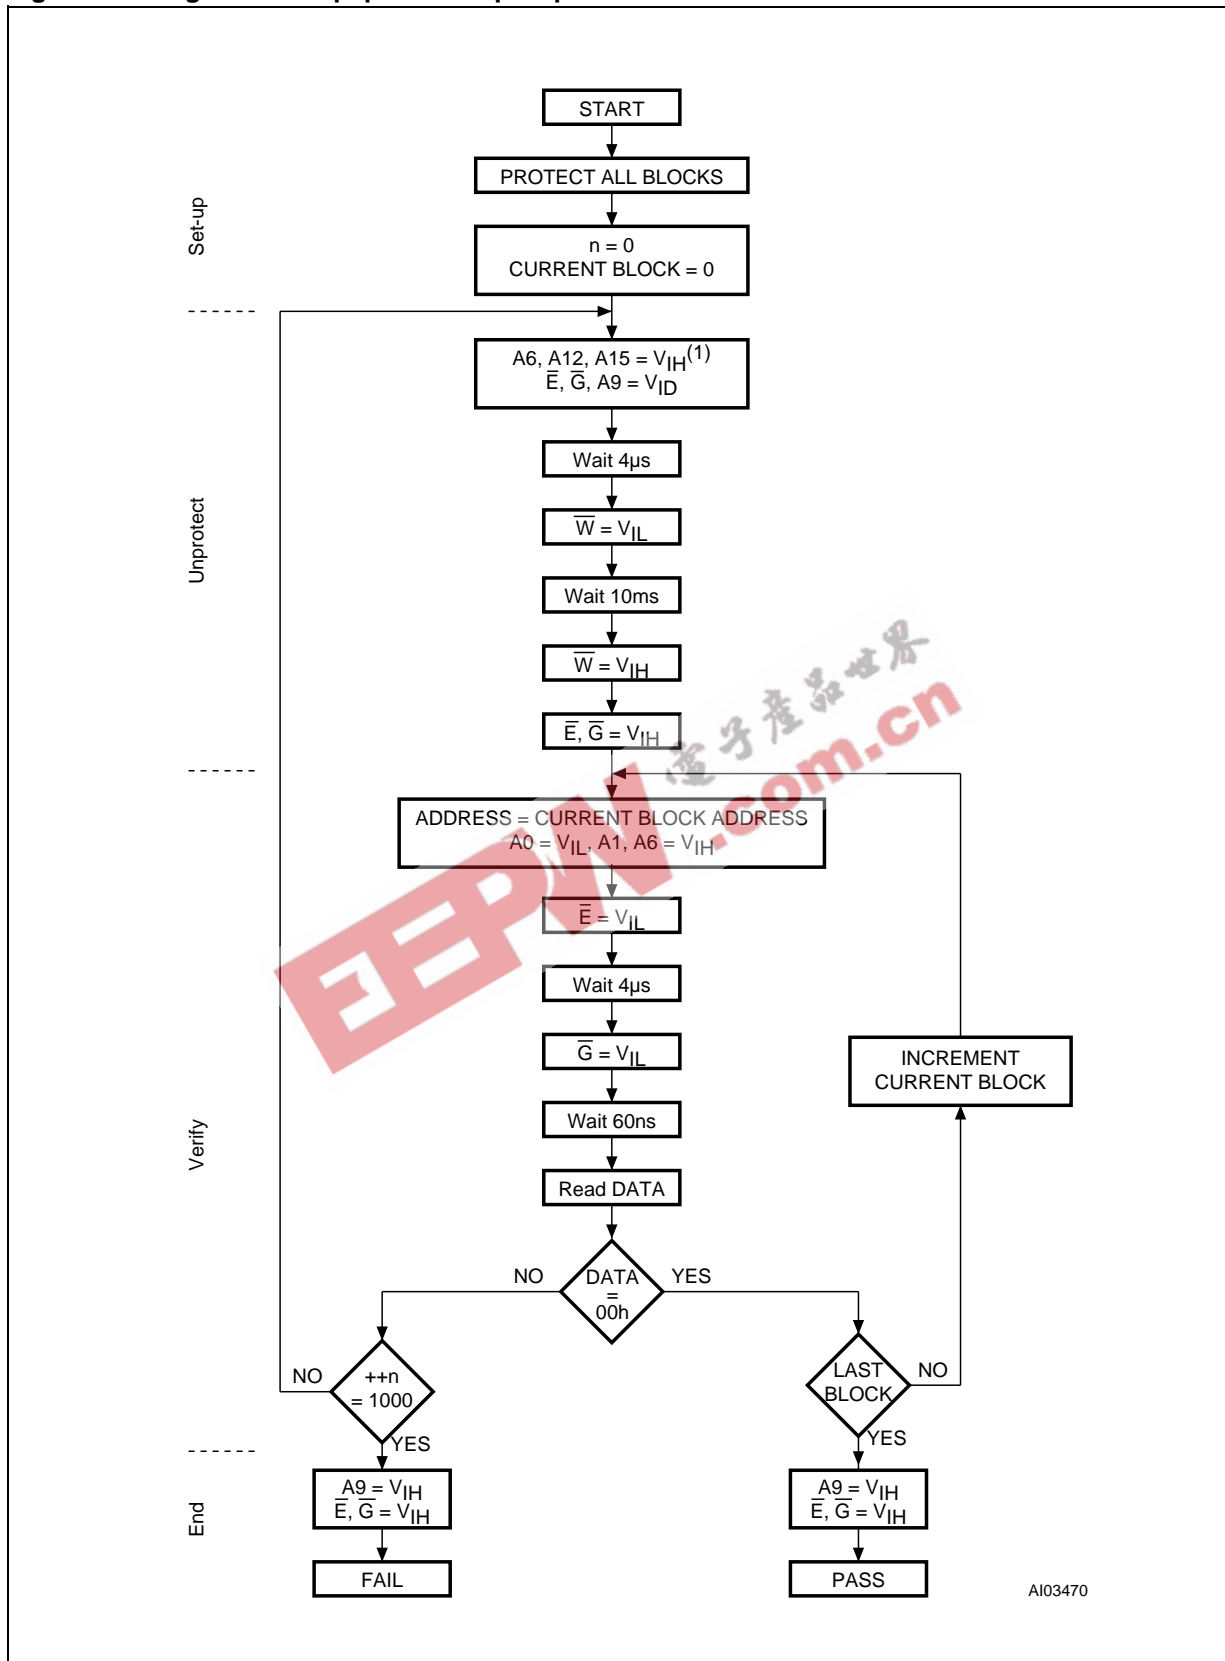 START
PROTECT ALL BLOCKS
Set-up
n = 0
CURRENT BLOCK = 0
A6, A12, A15 = VIH(1)
E̅, G̅, A9 = VID
Wait 4µs
Unprotect
W̅ = VIL
Wait 10ms
W̅ = VIH
E̅, G̅ = VIH
電子產品世界
EEPW.com.cn
ADDRESS = CURRENT BLOCK ADDRESS
A0 = VIL, A1, A6 = VIH
E̅ = VIL
Wait 4µs
G̅ = VIL
INCREMENT
CURRENT BLOCK
Wait 60ns
Verify
Read DATA
NO
DATA
=
00h
YES
NO
++n
= 1000
LAST
BLOCK
NO
YES
YES
End
A9 = VIH
E̅, G̅ = VIH
A9 = VIH
E̅, G̅ = VIH
FAIL
PASS
AI03470